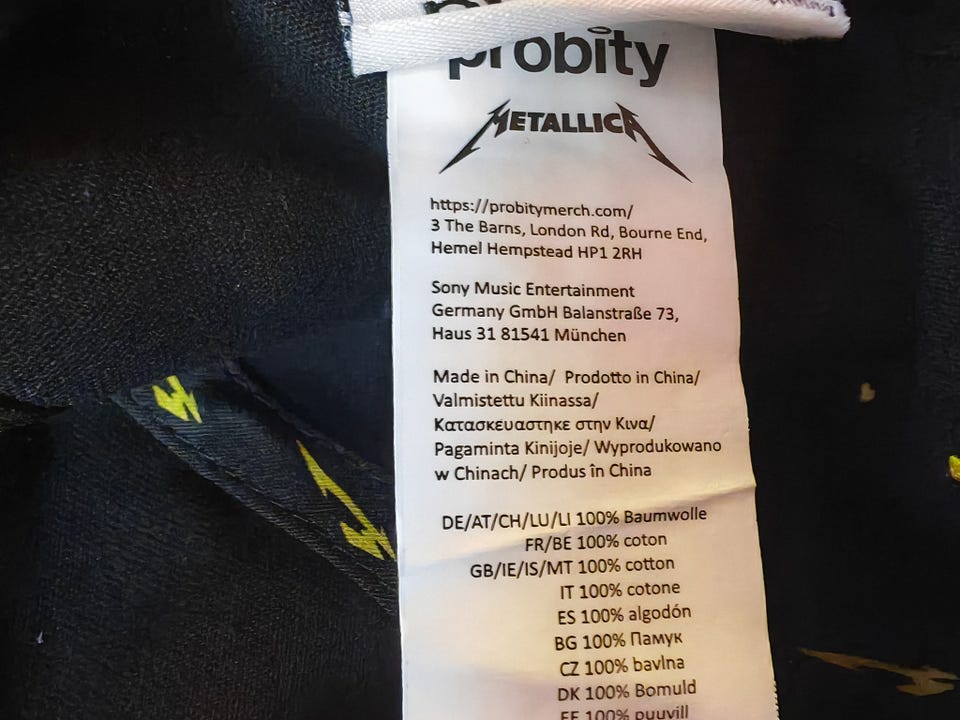 probity
METALLICA
https://probitymerch.com/
3 The Barns, London Rd, Bourne End,
Hemel Hempstead HP1 2RH
Sony Music Entertainment
Germany GmbH Balanstraße 73,
Haus 31 81541 München
Made in China/ Prodotto in China/
Valmistettu Kiinassa/
Κατασκευαστηκε στην Κινα/
Pagaminta Kinijoje/ Wyprodukowano
w Chinach/ Produs în China
DE/AT/CH/LU/LI 100% Baumwolle
FR/BE 100% coton
GB/IE/IS/MT 100% cotton
IT 100% cotone
ES 100% algodón
BG 100% Памук
CZ 100% bavlna
DK 100% Bomuld
EE 100% puuvill